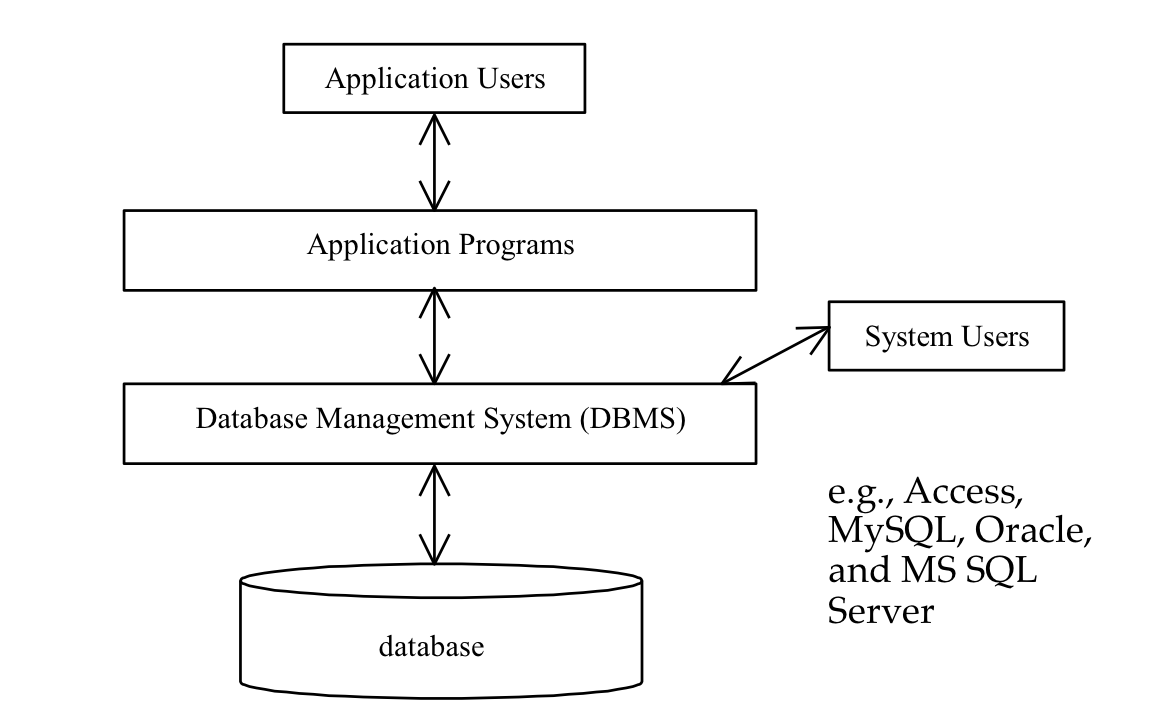 Application Users
Application Programs
System Users
Database Management System (DBMS)
e.g., Access,
MySQL, Oracle,
and MS SQL
Server
database